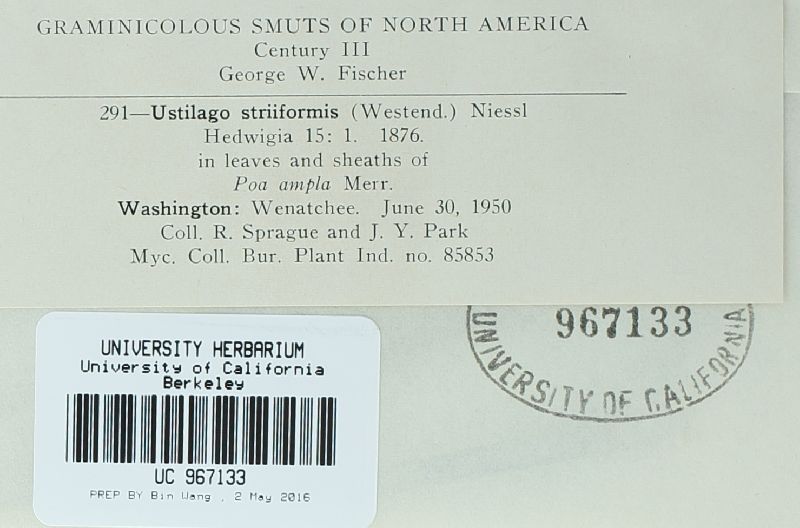 GRAMINICOLOUS SMUTS OF NORTH AMERICA
Century III
George W. Fischer
291—Ustilago striiformis (Westend.) Niessl
Hedwigia 15: 1. 1876.
in leaves and sheaths of
Poa ampla Merr.
Washington: Wenatchee. June 30, 1950
Coll. R. Sprague and J. Y. Park
Myc. Coll. Bur. Plant Ind. no. 85853
967133
UNIVERSITY OF CALIFORNIA
UNIVERSITY HERBARIUM
University of California
Berkeley
UC 967133
PREP BY Bin Wang , 2 May 2016